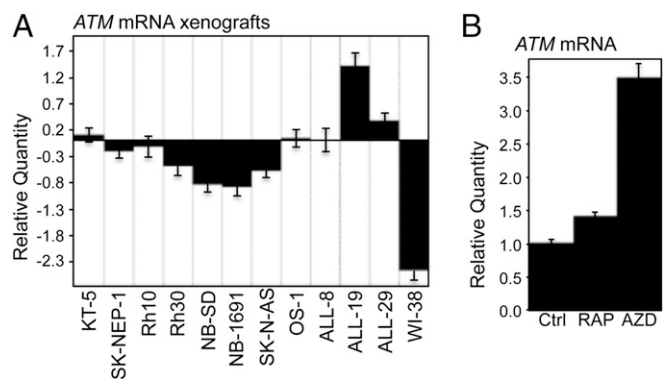 A
ATM mRNA xenografts
Relative Quantity
1.7
1.2
0.7
0.2
-0.3
-0.8
-1.3
-1.8
-2.3
KT-5
SK-NEP-1
Rh10
Rh30
NB-SD
NB-1691
SK-N-AS
OS-1
ALL-8
ALL-19
ALL-29
WI-38
B
ATM mRNA
Relative Quantity
3.5
3.0
2.5
2.0
1.5
1.0
0.5
0.0
Ctrl RAP AZD